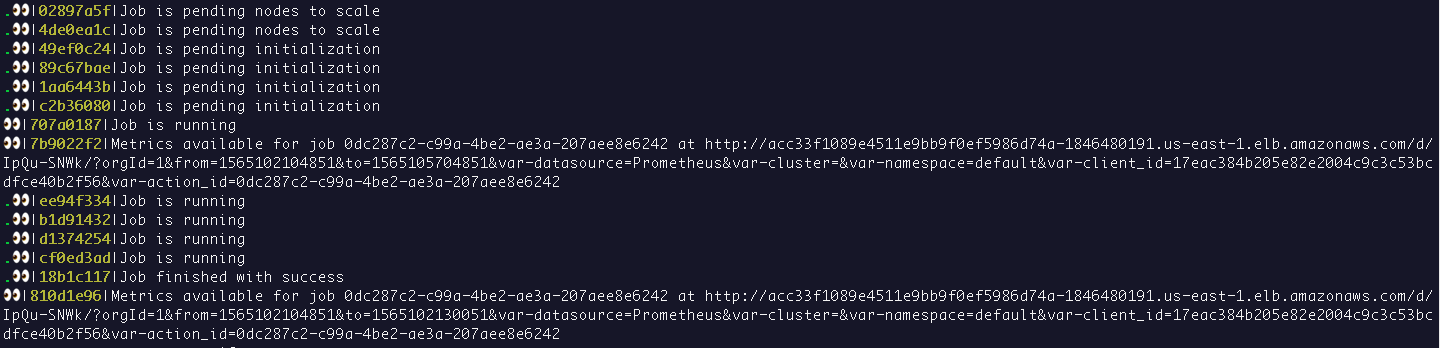 .👀|02897a5f|Job is pending nodes to scale
.👀|4de0ea1c|Job is pending nodes to scale
.👀|49ef0c24|Job is pending initialization
.👀|89c67bae|Job is pending initialization
.👀|1aa6443b|Job is pending initialization
.👀|c2b36080|Job is pending initialization
👀|707a0187|Job is running
👀|7b9022f2|Metrics available for job 0dc287c2-c99a-4be2-ae3a-207aee8e6242 at http://acc33f1089e4511e9bb9f0ef5986d74a-1846480191.us-east-1.elb.amazonaws.com/d/
IpQu-SNWk/?orgId=1&from=1565102104851&to=1565105704851&var-datasource=Prometheus&var-cluster=&var-namespace=default&var-client_id=17eac384b205e82e2004c9c3c53bc
dfce40b2f56&var-action_id=0dc287c2-c99a-4be2-ae3a-207aee8e6242
.👀|ee94f334|Job is running
.👀|b1d91432|Job is running
.👀|d1374254|Job is running
.👀|cf0ed3ad|Job is running
.👀|18b1c117|Job finished with success
👀|810d1e96|Metrics available for job 0dc287c2-c99a-4be2-ae3a-207aee8e6242 at http://acc33f1089e4511e9bb9f0ef5986d74a-1846480191.us-east-1.elb.amazonaws.com/d/
IpQu-SNWk/?orgId=1&from=1565102104851&to=1565102130051&var-datasource=Prometheus&var-cluster=&var-namespace=default&var-client_id=17eac384b205e82e2004c9c3c53bc
dfce40b2f56&var-action_id=0dc287c2-c99a-4be2-ae3a-207aee8e6242